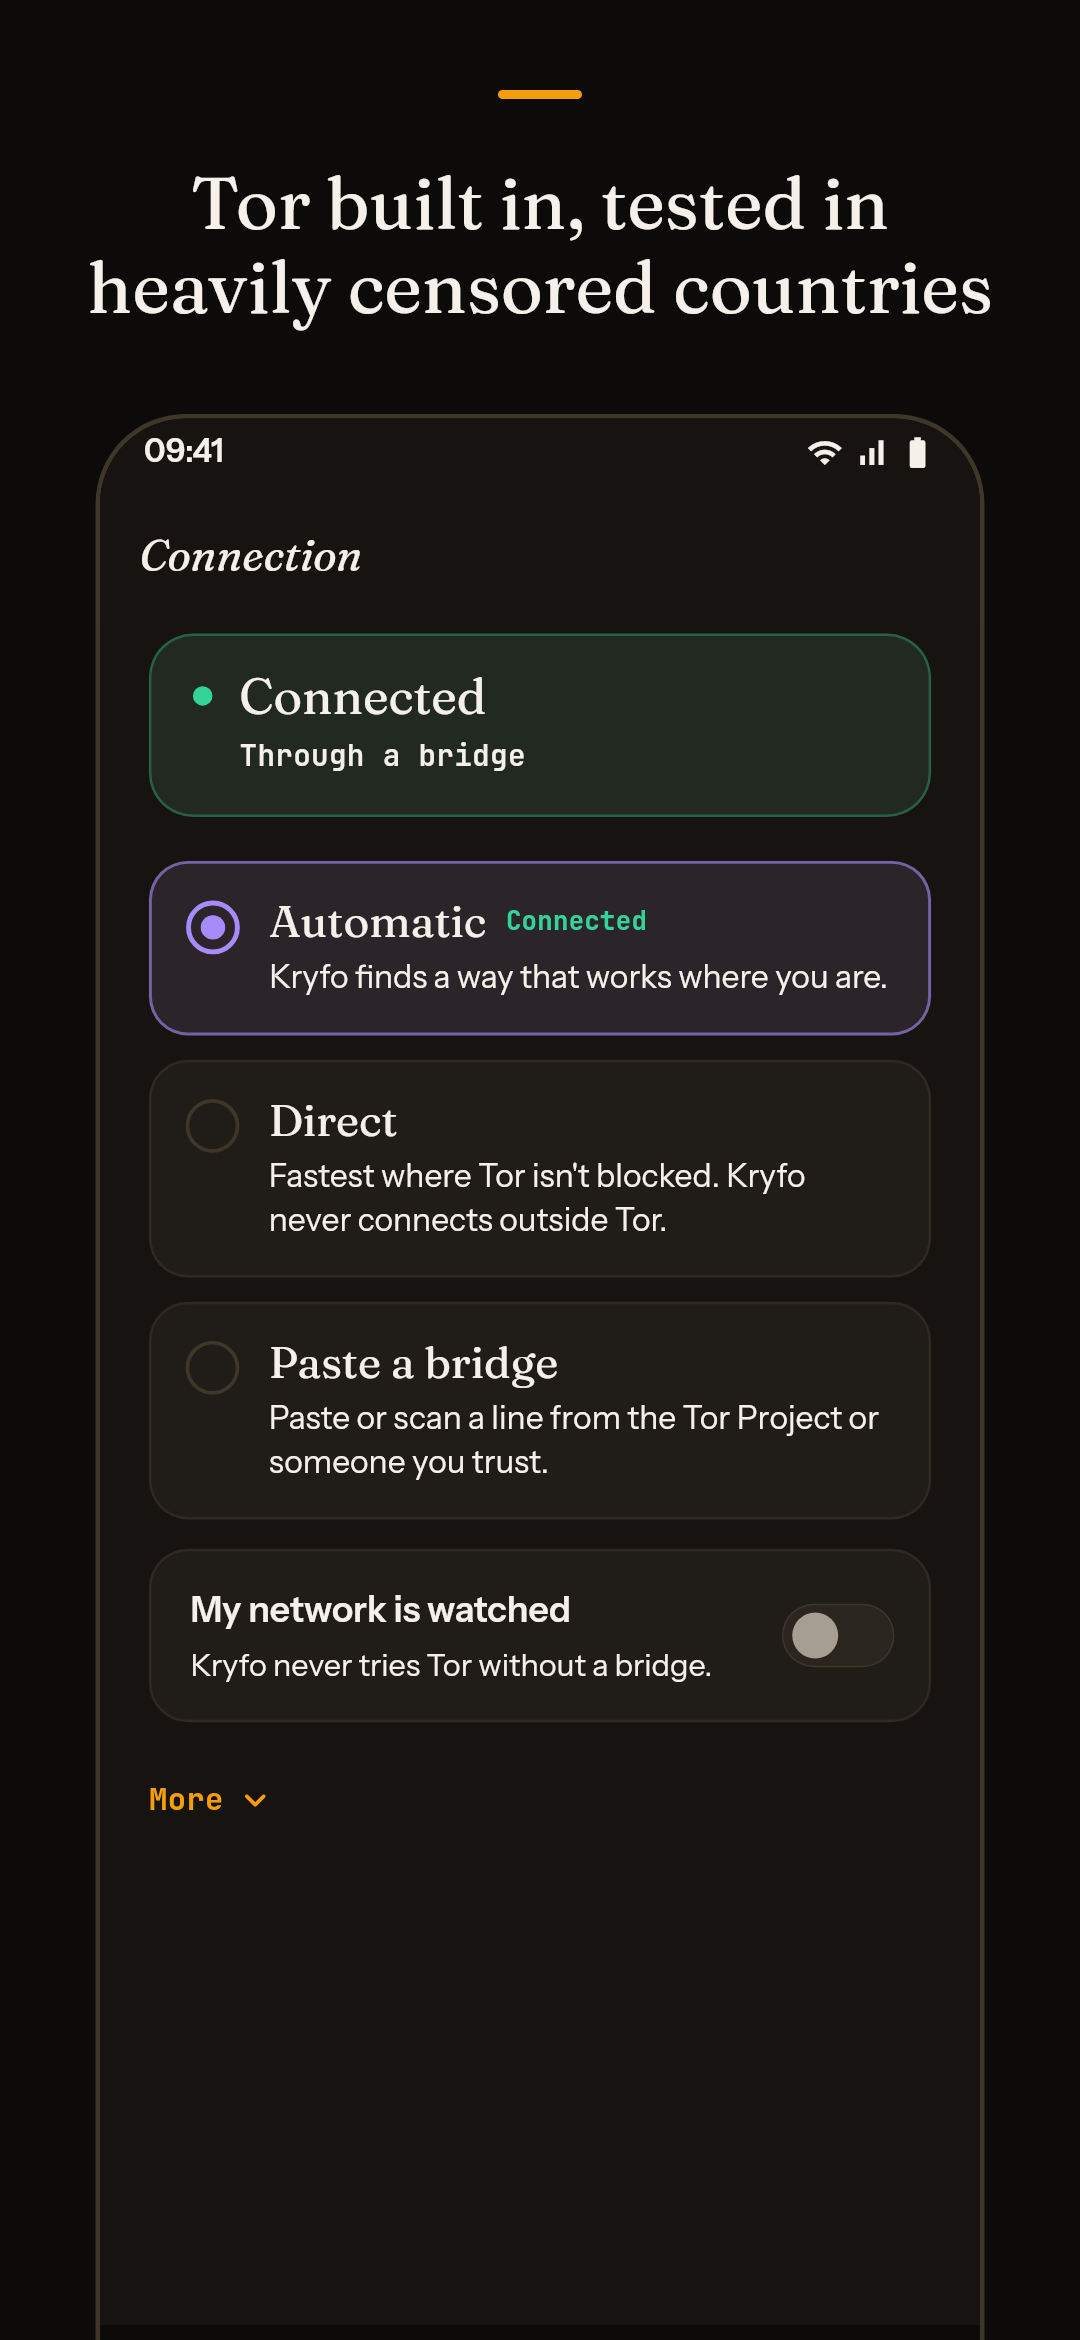 Tor built in, tested in
heavily censored countries
09:41
Connection
Connected
Through a bridge
Automatic Connected
Kryfo finds a way that works where you are.
Direct
Fastest where Tor isn't blocked. Kryfo
never connects outside Tor.
Paste a bridge
Paste or scan a line from the Tor Project or
someone you trust.
My network is watched
Kryfo never tries Tor without a bridge.
More